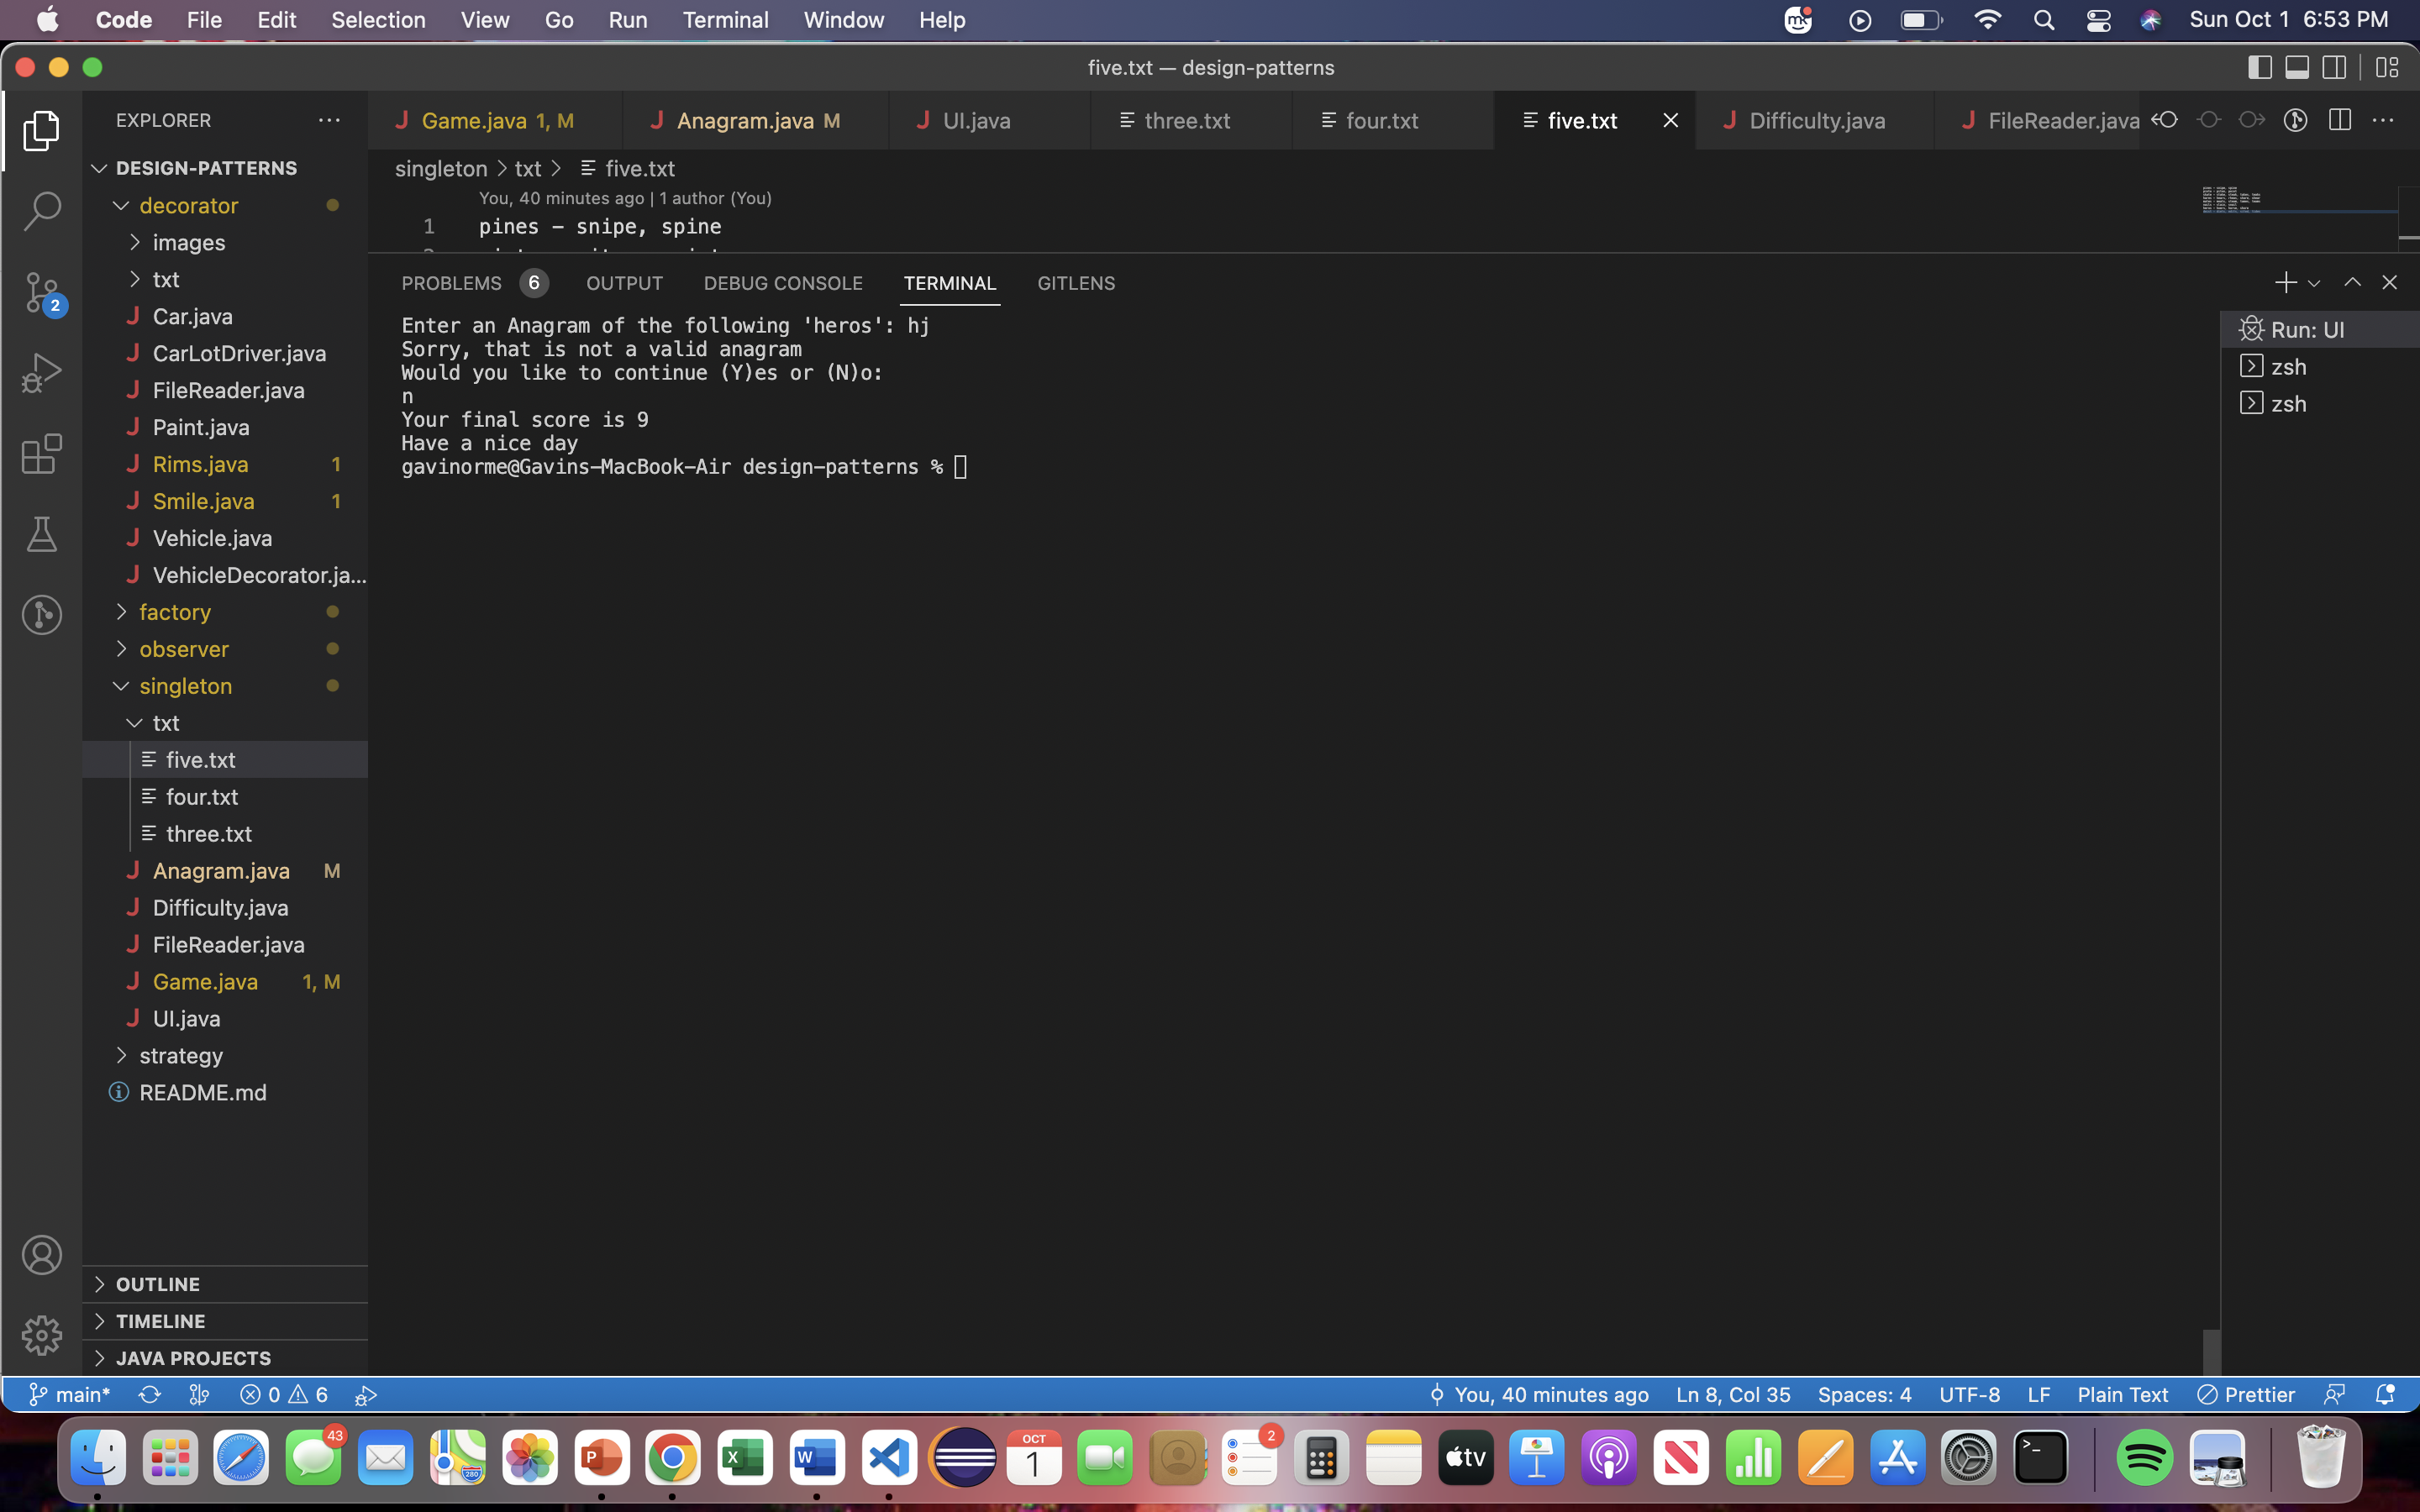 Code File Edit Selection View Go Run Terminal Window Help
Sun Oct 1 6:53 PM
five.txt — design-patterns
EXPLORER
Game.java 1, M
Anagram.java M
UI.java
three.txt
four.txt
five.txt
Difficulty.java
FileReader.java
DESIGN-PATTERNS
decorator
images
txt
Car.java
CarLotDriver.java
FileReader.java
Paint.java
Rims.java 1
Smile.java 1
Vehicle.java
VehicleDecorator.ja...
factory
observer
singleton
txt
five.txt
four.txt
three.txt
Anagram.java M
Difficulty.java
FileReader.java
Game.java 1, M
UI.java
strategy
README.md
OUTLINE
TIMELINE
JAVA PROJECTS
2
singleton > txt > five.txt
You, 40 minutes ago | 1 author (You)
1 pines - snipe, spine
PROBLEMS 6 OUTPUT DEBUG CONSOLE TERMINAL GITLENS
Enter an Anagram of the following 'heros': hj
Sorry, that is not a valid anagram
Would you like to continue (Y)es or (N)o:
n
Your final score is 9
Have a nice day
gavinorme@Gavins-MacBook-Air design-patterns %
Run: UI
zsh
zsh
main* 0 6
You, 40 minutes ago Ln 8, Col 35 Spaces: 4 UTF-8 LF Plain Text Prettier
43
280
P
X
W
OCT
1
2
tv